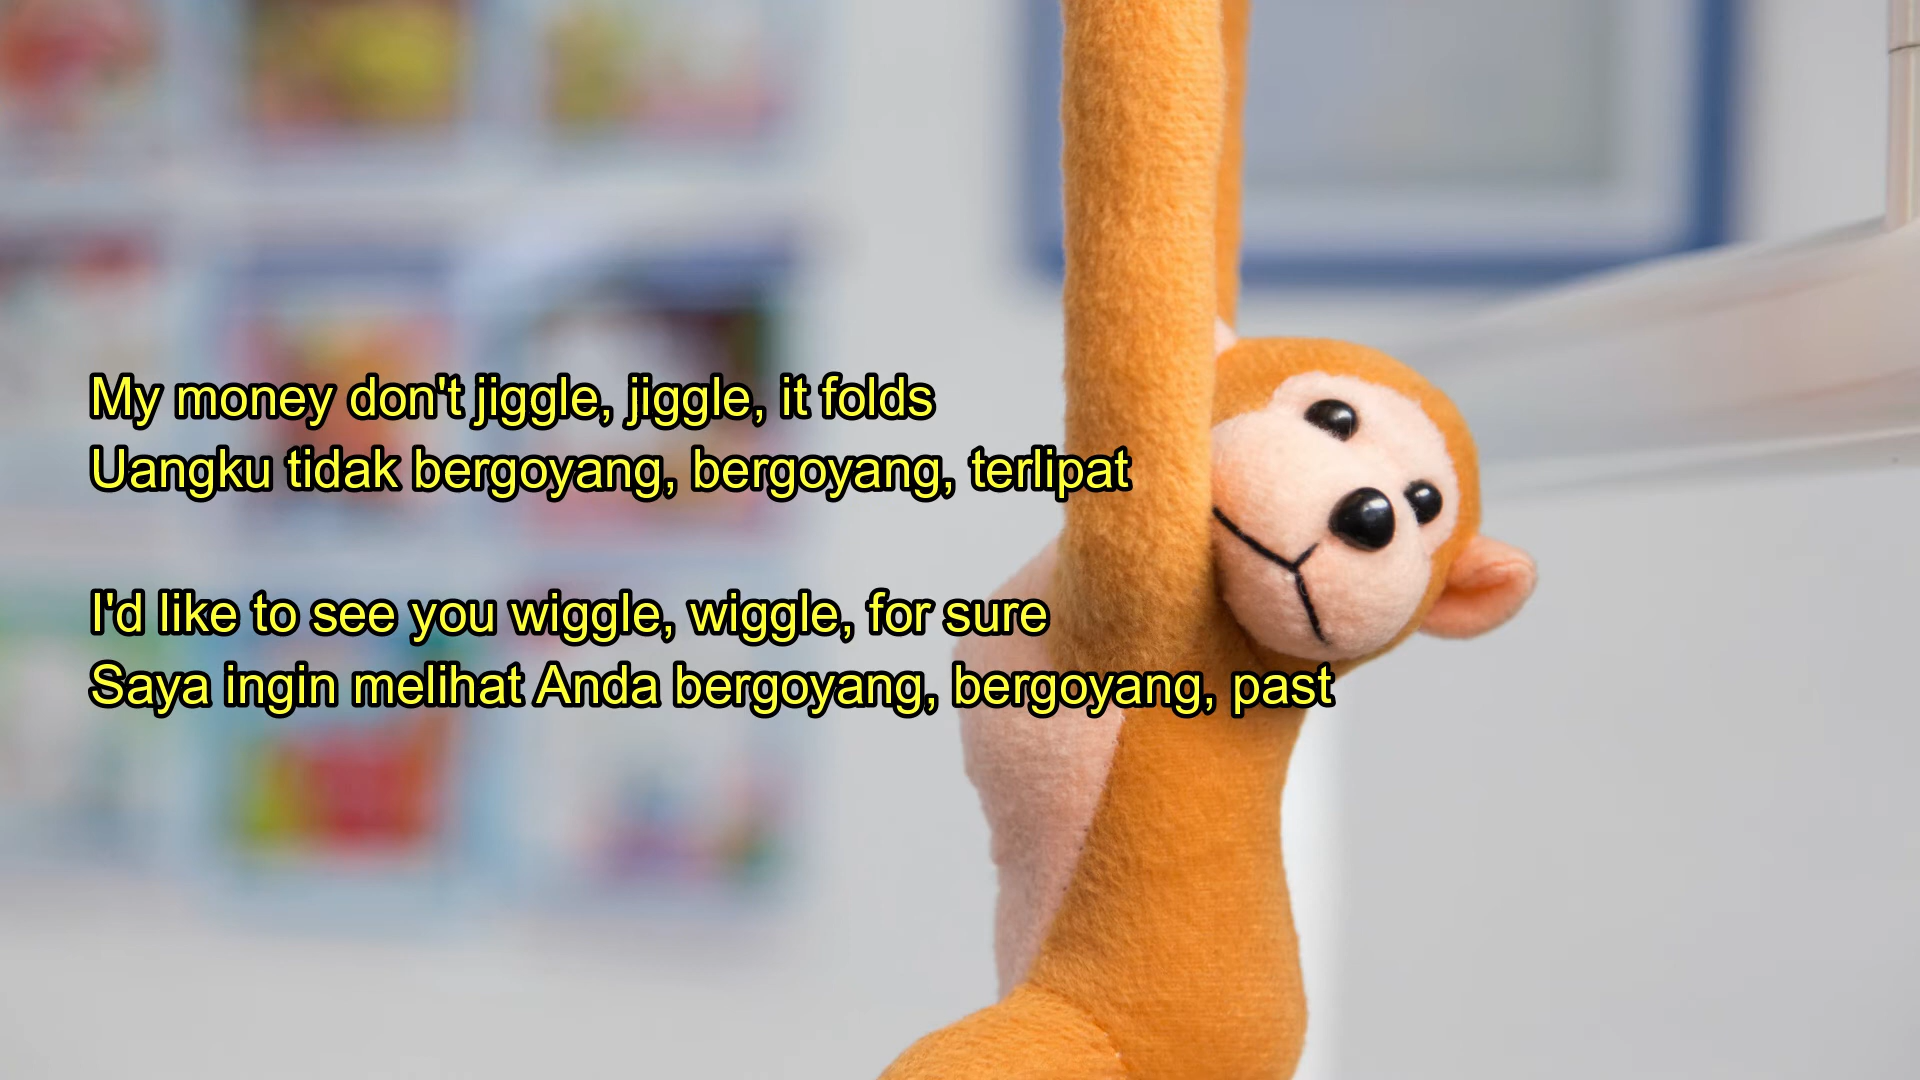 My money don't jiggle, jiggle, it folds
Uangku tidak bergoyang, bergoyang, terlipat
I'd like to see you wiggle, wiggle, for sure
Saya ingin melihat Anda bergoyang, bergoyang, past